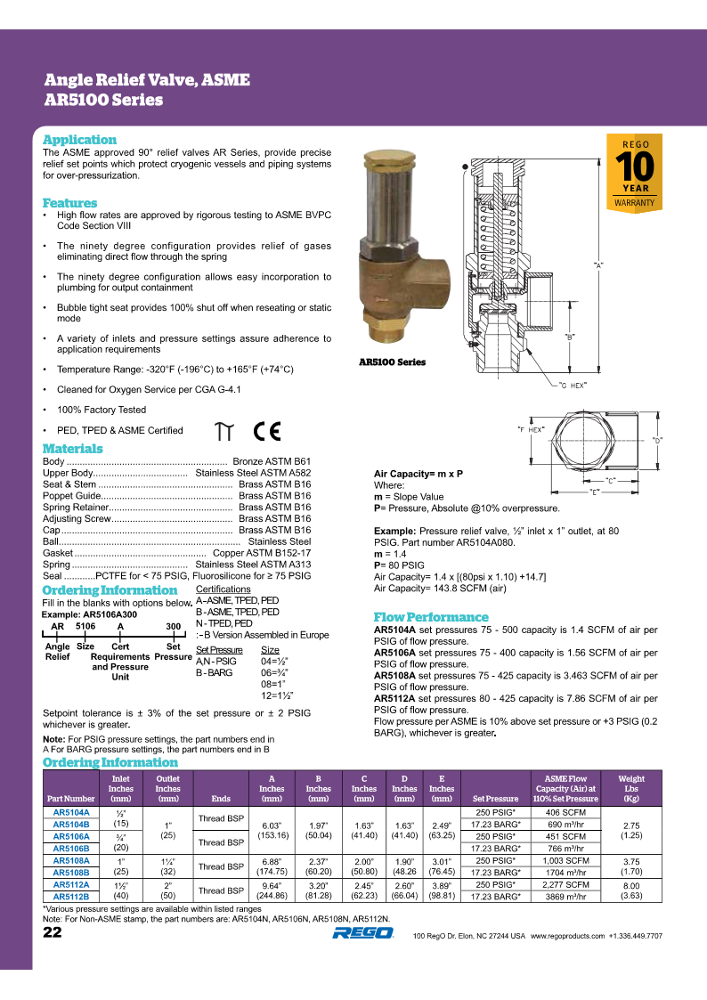 Angle Relief Valve, ASME
AR5100 Series
Application
The ASME approved 90° relief valves AR Series, provide precise
relief set points which protect cryogenic vessels and piping systems
for over-pressurization.
Features
• High flow rates are approved by rigorous testing to ASME BVPC
Code Section VIII
• The ninety degree configuration provides relief of gases
eliminating direct flow through the spring
• The ninety degree configuration allows easy incorporation to
plumbing for output containment
• Bubble tight seat provides 100% shut off when reseating or static
mode
• A variety of inlets and pressure settings assure adherence to
application requirements
• Temperature Range: -320°F (-196°C) to +165°F (+74°C)
• Cleaned for Oxygen Service per CGA G-4.1
• 100% Factory Tested
• PED, TPED & ASME Certified
π CE
Materials
Body ............................................................. Bronze ASTM B61
Upper Body.................................... Stainless Steel ASTM A582
Seat & Stem ................................................... Brass ASTM B16
Poppet Guide.................................................. Brass ASTM B16
Spring Retainer............................................... Brass ASTM B16
Adjusting Screw.............................................. Brass ASTM B16
Cap ................................................................. Brass ASTM B16
Ball..................................................................... Stainless Steel
Gasket .................................................. Copper ASTM B152-17
Spring ............................................ Stainless Steel ASTM A313
Seal ............PCTFE for < 75 PSIG, Fluorosilicone for ≥ 75 PSIG
Ordering Information
Fill in the blanks with options below.
Example: AR5106A300
AR 5106 A 300
Angle Size Cert Set
Relief Requirements Pressure
and Pressure
Unit
Certifications
A-ASME, TPED, PED
B-ASME, TPED, PED
N-TPED, PED
:-B Version Assembled in Europe
Set Pressure Size
A,N-PSIG 04=½"
B-BARG 06=¾"
08=1"
12=1½"
Setpoint tolerance is ± 3% of the set pressure or ± 2 PSIG
whichever is greater.
Note: For PSIG pressure settings, the part numbers end in
A For BARG pressure settings, the part numbers end in B
REGO
10
YEAR
WARRANTY
"A"
"B"
"G HEX"
AR5100 Series
"F HEX"
"D"
"C"
"E"
Air Capacity= m x P
Where:
m = Slope Value
P= Pressure, Absolute @10% overpressure.
Example: Pressure relief valve, ½" inlet x 1" outlet, at 80
PSIG. Part number AR5104A080.
m = 1.4
P= 80 PSIG
Air Capacity= 1.4 x [(80psi x 1.10) +14.7]
Air Capacity= 143.8 SCFM (air)
Flow Performance
AR5104A set pressures 75 - 500 capacity is 1.4 SCFM of air per
PSIG of flow pressure.
AR5106A set pressures 75 - 400 capacity is 1.56 SCFM of air per
PSIG of flow pressure.
AR5108A set pressures 75 - 425 capacity is 3.463 SCFM of air per
PSIG of flow pressure.
AR5112A set pressures 80 - 425 capacity is 7.86 SCFM of air per
PSIG of flow pressure.
Flow pressure per ASME is 10% above set pressure or +3 PSIG (0.2
BARG), whichever is greater.
Ordering Information
Inlet Outlet A B C D E ASME Flow Weight
Inches Inches Inches Inches Inches Inches Inches Capacity (Air) at Lbs
Part Number (mm) (mm) Ends (mm) (mm) (mm) (mm) (mm) Set Pressure 110% Set Pressure (Kg)
AR5104A ½" 1" Thread BSP 6.03" 1.97" 1.63" 1.63" 2.49" 250 PSIG* 406 SCFM 2.75
AR5104B (15) (25) (153.16) (50.04) (41.40) (41.40) (63.25) 17.23 BARG* 690 m³/hr (1.25)
AR5106A ¾" Thread BSP 250 PSIG* 451 SCFM
AR5106B (20) 17.23 BARG* 766 m³/hr
AR5108A 1" 1¼" Thread BSP 6.88" 2.37" 2.00" 1.90" 3.01" 250 PSIG* 1,003 SCFM 3.75
AR5108B (25) (32) (174.75) (60.20) (50.80) (48.26 (76.45) 17.23 BARG* 1704 m³/hr (1.70)
AR5112A 1½" 2" Thread BSP 9.64" 3.20" 2.45" 2.60" 3.89" 250 PSIG* 2,277 SCFM 8.00
AR5112B (40) (50) (244.86) (81.28) (62.23) (66.04) (98.81) 17.23 BARG* 3869 m³/hr (3.63)
*Various pressure settings are available within listed ranges
Note: For Non-ASME stamp, the part numbers are: AR5104N, AR5106N, AR5108N, AR5112N.
22
REGO
100 RegO Dr. Elon, NC 27244 USA www.regoproducts.com +1.336.449.7707